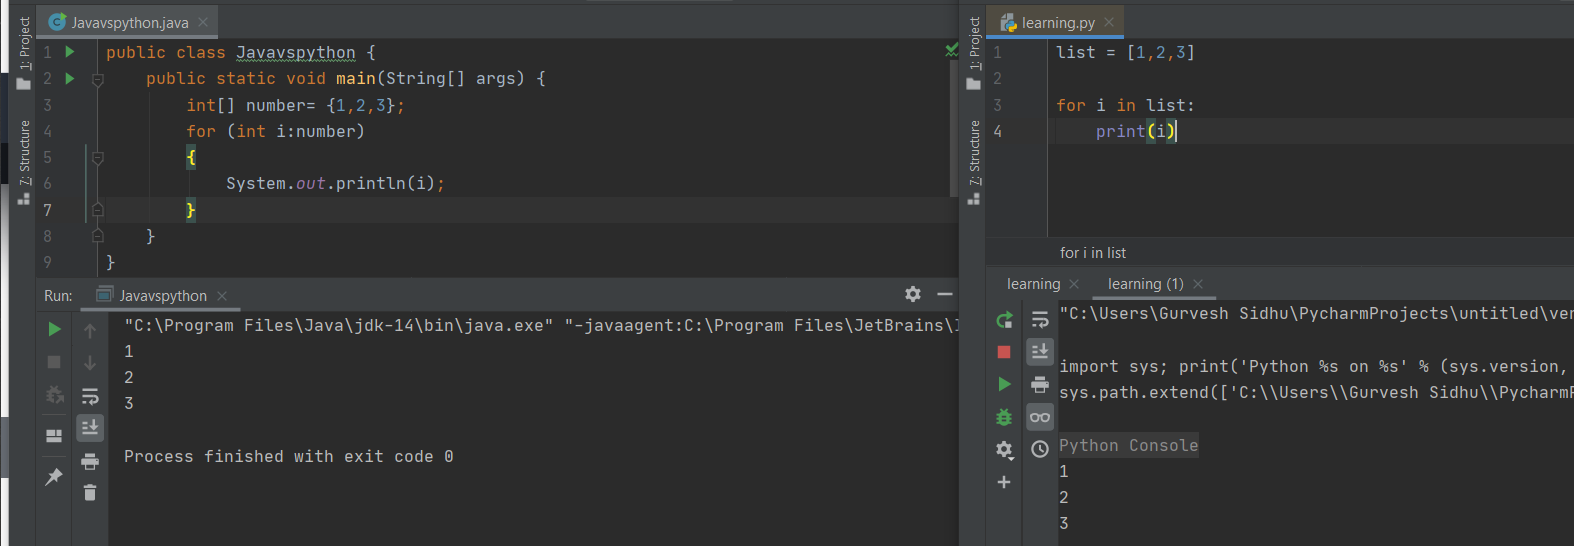 Javavspython.java
1: Project
7: Structure
1 public class Javavspython {
2 public static void main(String[] args) {
3 int[] number= {1,2,3};
4 for (int i:number)
5 {
6 System.out.println(i);
7 }
8 }
9 }
Run: Javavspython
"C:\Program Files\Java\jdk-14\bin\java.exe" "-javaagent:C:\Program Files\JetBrains\
1
2
3
Process finished with exit code 0
learning.py
1: Project
7: Structure
1 list = [1,2,3]
2
3 for i in list:
4 print(i)
for i in list
learning learning (1)
"C:\Users\Gurvesh Sidhu\PycharmProjects\untitled\ven
import sys; print('Python %s on %s' % (sys.version,
sys.path.extend(['C:\\Users\\Gurvesh Sidhu\\PycharmP
Python Console
1
2
3